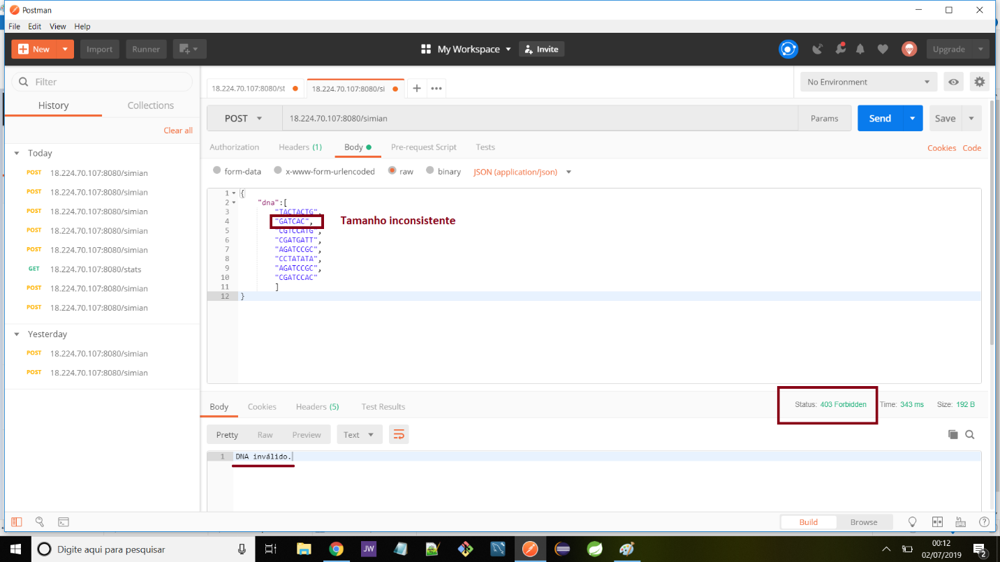 Postman
File Edit View Help
New Import Runner My Workspace Invite Upgrade
Filter
History Collections
Clear all
Today
POST 18.224.70.107:8080/simian
POST 18.224.70.107:8080/simian
POST 18.224.70.107:8080/simian
POST 18.224.70.107:8080/simian
POST 18.224.70.107:8080/simian
GET 18.224.70.107:8080/stats
POST 18.224.70.107:8080/simian
POST 18.224.70.107:8080/simian
Yesterday
POST 18.224.70.107:8080/simian
POST 18.224.70.107:8080/simian
18.224.70.107:8080/st 18.224.70.107:8080/si No Environment
POST 18.224.70.107:8080/simian Params Send Save
Authorization Headers (1) Body Pre-request Script Tests Cookies Code
form-data x-www-form-urlencoded raw binary JSON (application/json)
1 {
2 "dna":[
3 "TACTACTG",
4 "GATCAC", Tamanho inconsistente
5 "CGTCCATG",
6 "CGATGATT",
7 "AGATCCGC",
8 "CCTATATA",
9 "AGATCCGC",
10 "CGATCCAC"
11 ]
12 }
Body Cookies Headers (5) Test Results Status: 403 Forbidden Time: 343 ms Size: 192 B
Pretty Raw Preview Text
1 DNA inválido.
Build Browse
Digite aqui para pesquisar JW 00:12
02/07/2019 2